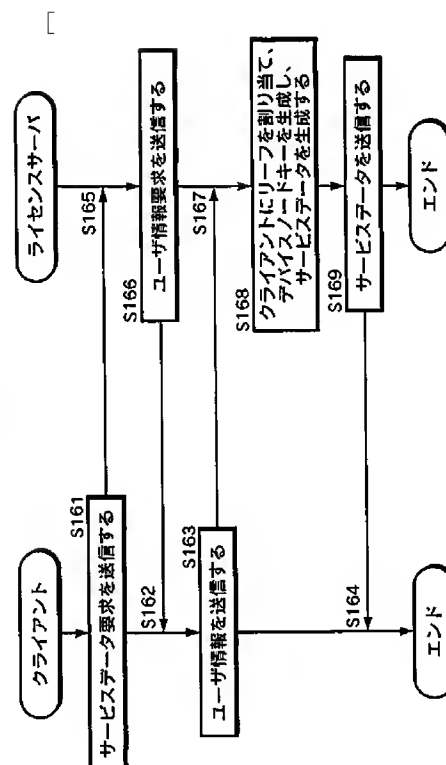 クライアント
S161
サービスデータ要求を送信する
S162
S163
ユーザ情報を送信する
S164
エンド
ライセンスサーバ
S165
S166
ユーザ情報要求を送信する
S167
S168
クライアントにリーフを割り当て、
デバイスノードキーを生成し、
サービスデータを生成する
S169
サービスデータを送信する
エンド